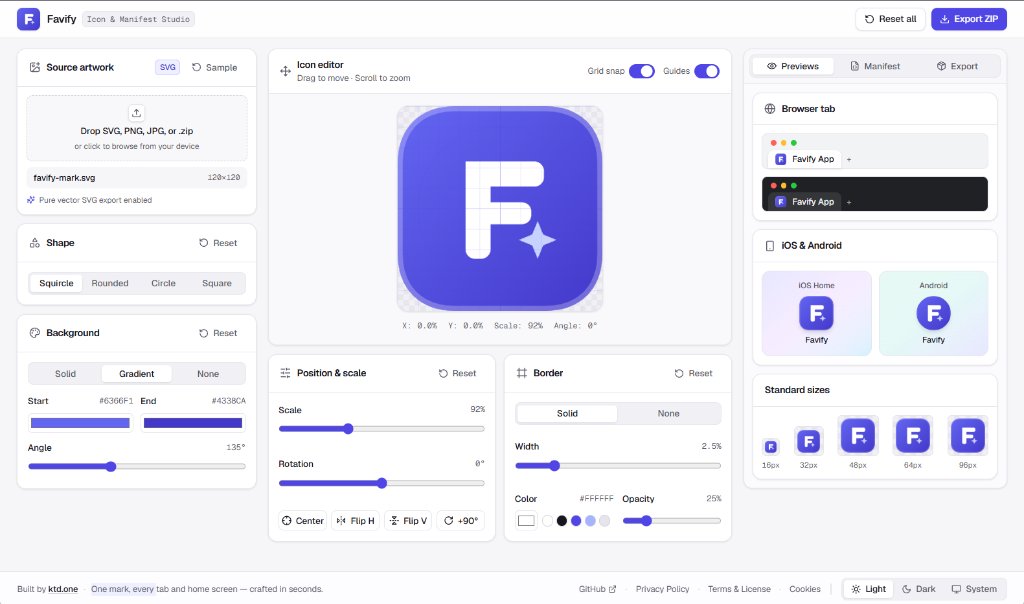 Favify Icon & Manifest Studio
Reset all
Export ZIP
Source artwork
SVG
Sample
Drop SVG, PNG, JPG, or .zip
or click to browse from your device
favify-mark.svg 120×120
Pure vector SVG export enabled
Shape
Reset
Squircle Rounded Circle Square
Background
Reset
Solid Gradient None
Start #6366F1 End #4338CA
Angle 135°
Icon editor
Drag to move · Scroll to zoom
Grid snap
Guides
F
X: 0.0% Y: 0.0% Scale: 92% Angle: 0°
Position & scale
Reset
Scale 92%
Rotation 0°
Center Flip H Flip V +90°
Border
Reset
Solid None
Width 2.5%
Color #FFFFFF Opacity 25%
Previews Manifest Export
Browser tab
Favify App +
Favify App +
iOS & Android
iOS Home
F
Favify
Android
F
Favify
Standard sizes
F F F F F
16px 32px 48px 64px 96px
Built by ktd.one · One mark, every tab and home screen — crafted in seconds.
GitHub · Privacy Policy · Terms & License · Cookies
Light Dark System